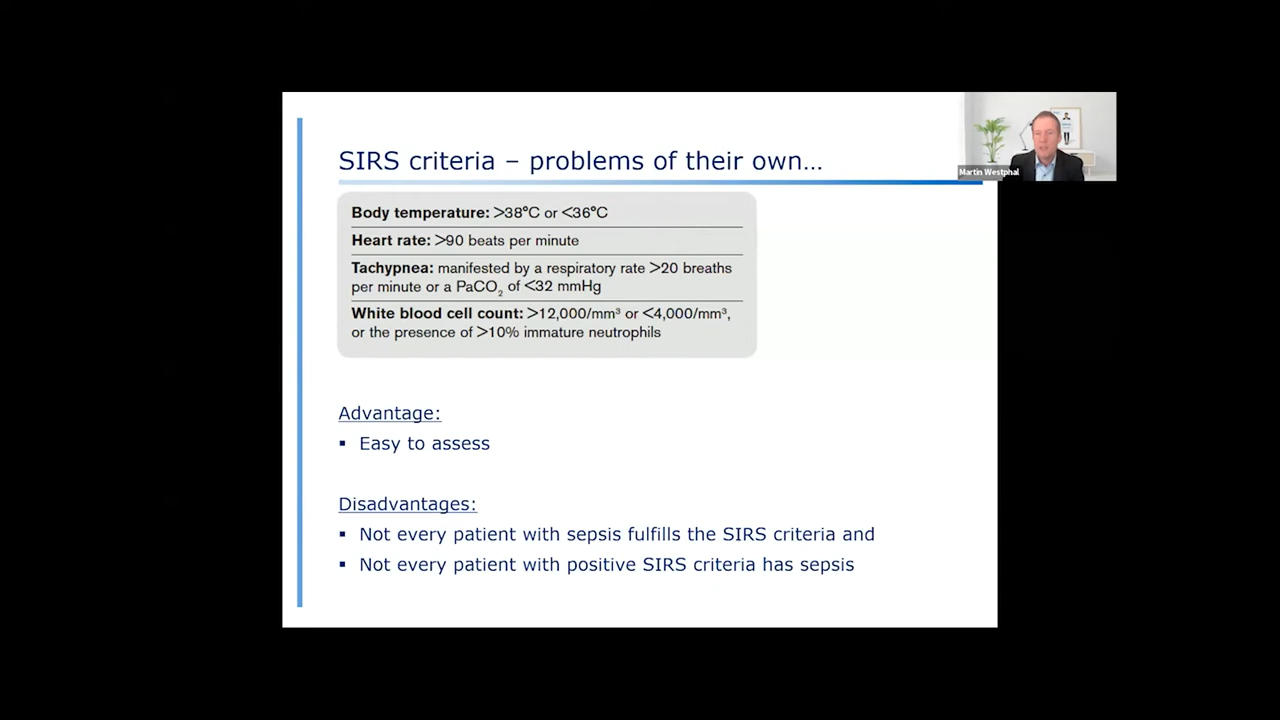 SIRS criteria – problems of their own...
Martin Westphal
Body temperature: >38°C or <36°C
Heart rate: >90 beats per minute
Tachypnea: manifested by a respiratory rate >20 breaths
per minute or a PaCO₂ of <32 mmHg
White blood cell count: >12,000/mm³ or <4,000/mm³,
or the presence of >10% immature neutrophils
Advantage:
▪ Easy to assess
Disadvantages:
▪ Not every patient with sepsis fulfills the SIRS criteria and
▪ Not every patient with positive SIRS criteria has sepsis